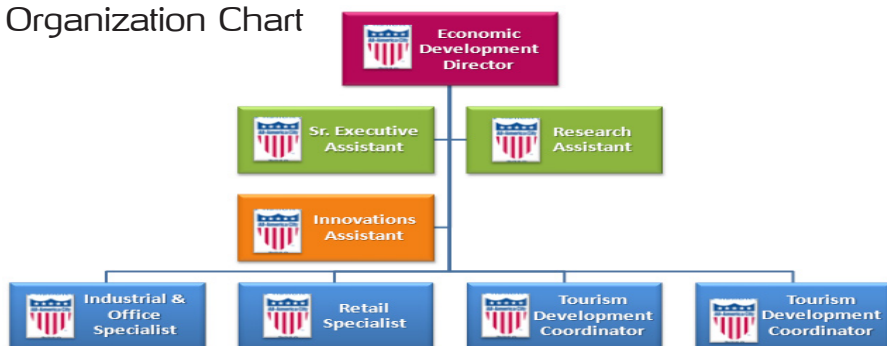 Organization Chart
Economic
Development
Director
Sr. Executive
Assistant
Research
Assistant
Innovations
Assistant
Industrial &
Office
Specialist
Retail
Specialist
Tourism
Development
Coordinator
Tourism
Development
Coordinator